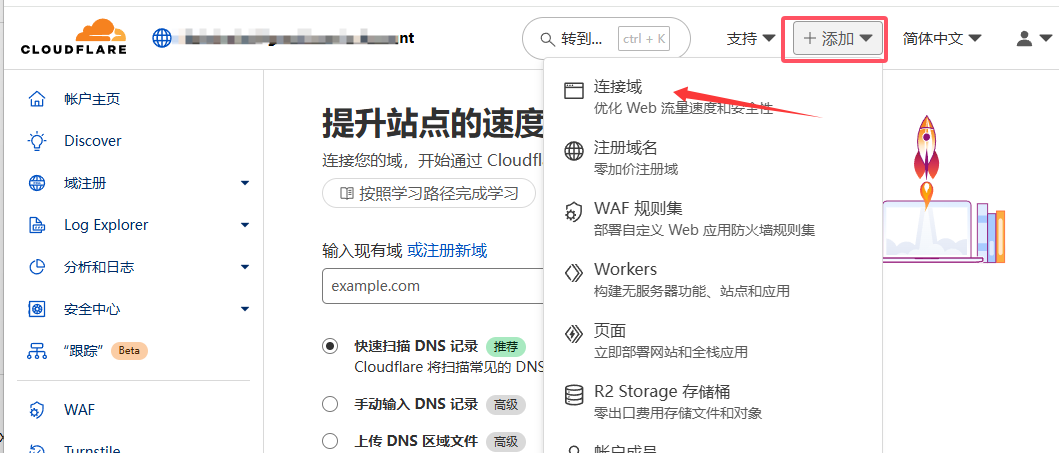 CLOUDFLARE
nt
转到...
ctrl + K
支持
添加
简体中文
帐户主页
Discover
域注册
Log Explorer
分析和日志
安全中心
“跟踪” Beta
WAF
Turnstile
提升站点的速度
连接您的域，开始通过 Cloudfl
按照学习路径完成学习
输入现有域 或注册新域
example.com
快速扫描 DNS 记录 推荐
Cloudflare 将扫描常见的 DNS
手动输入 DNS 记录 高级
上传 DNS 区域文件 高级
连接域
优化 Web 流量速度和安全性
注册域名
零加价注册域
WAF 规则集
部署自定义 Web 应用防火墙规则集
Workers
构建无服务器功能、站点和应用
页面
立即部署网站和全栈应用
R2 Storage 存储桶
零出口费用存储文件和对象
帐户成员